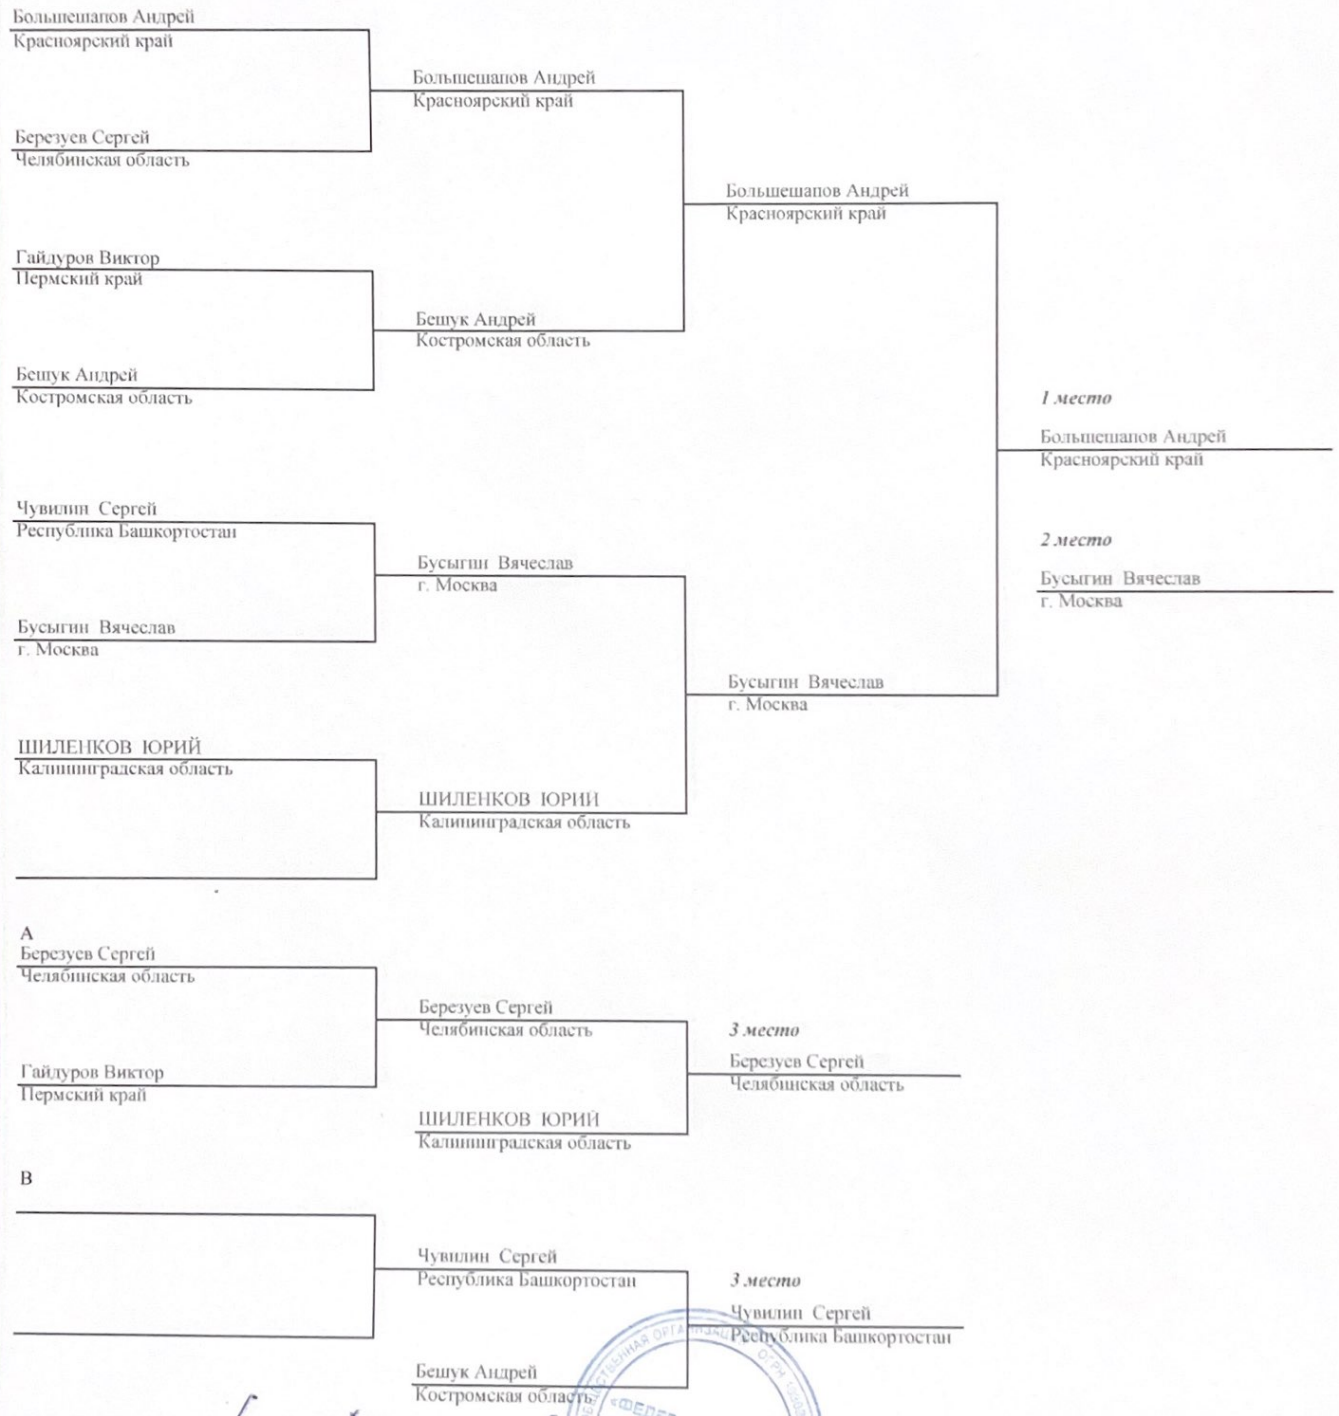 Большешапов Андрей
Красноярский край
Березуев Сергей
Челябинская область
Гайдуров Виктор
Пермский край
Бешук Андрей
Костромская область
Чувилин Сергей
Республика Башкортостан
Бусыгин Вячеслав
г. Москва
ШИЛЕНКОВ ЮРИЙ
Калининградская область
Большешапов Андрей
Красноярский край
Бешук Андрей
Костромская область
Бусыгин Вячеслав
г. Москва
ШИЛЕНКОВ ЮРИЙ
Калининградская область
Большешапов Андрей
Красноярский край
Бусыгин Вячеслав
г. Москва
1 место
Большешапов Андрей
Красноярский край
2 место
Бусыгин Вячеслав
г. Москва
А
Березуев Сергей
Челябинская область
Гайдуров Виктор
Пермский край
Березуев Сергей
Челябинская область
ШИЛЕНКОВ ЮРИЙ
Калининградская область
3 место
Березуев Сергей
Челябинская область
В
Чувилин Сергей
Республика Башкортостан
Бешук Андрей
Костромская область
3 место
Чувилин Сергей
Республика Башкортостан
ОБЩЕСТВЕННАЯ ОРГАНИЗАЦИЯ ОГРН